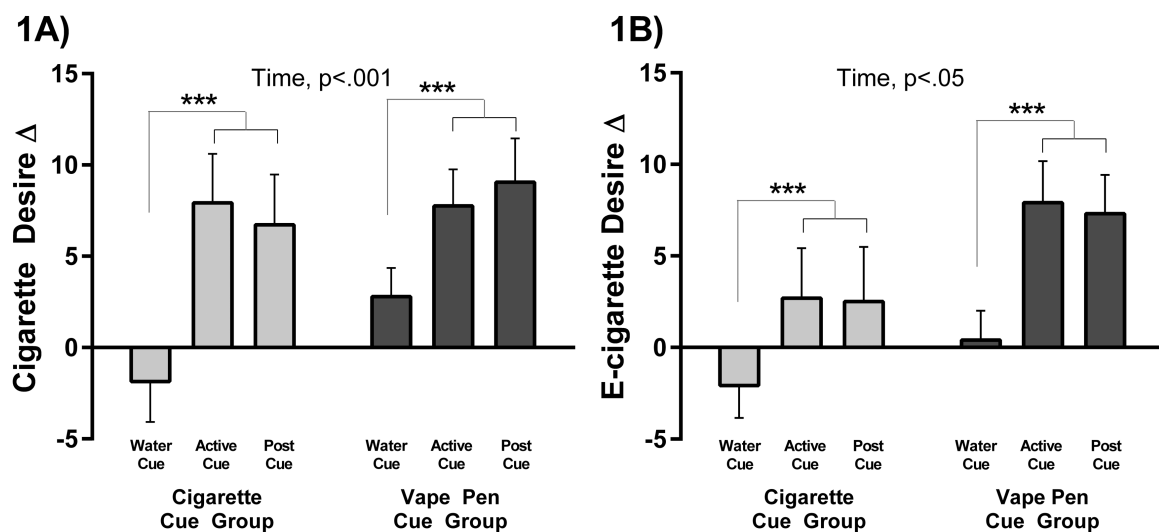 1A)
Time, p<.001
***
***
Cigarette Desire Δ
15
10
5
0
-5
Water Cue
Active Cue
Post Cue
Water Cue
Active Cue
Post Cue
Cigarette
Cue Group
Vape Pen
Cue Group
1B)
Time, p<.05
***
***
E-cigarette Desire Δ
15
10
5
0
-5
Water Cue
Active Cue
Post Cue
Water Cue
Active Cue
Post Cue
Cigarette
Cue Group
Vape Pen
Cue Group